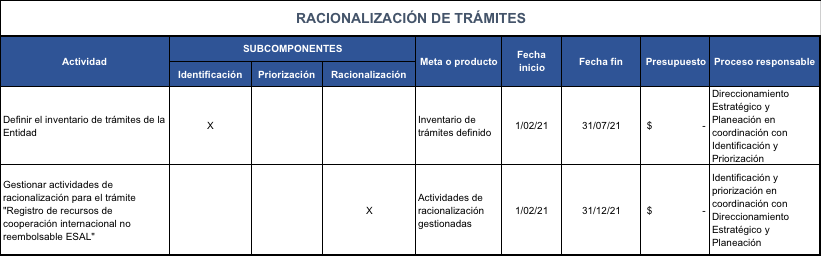 RACIONALIZACIÓN DE TRÁMITES
Actividad
SUBCOMPONENTES
Identificación
Priorización
Racionalización
Meta o producto
Fecha
inicio
Fecha fin
Presupuesto
Proceso responsable
Definir el inventario de trámites de la
Entidad
X
Inventario de
trámites definido
1/02/21
31/07/21
$ -
Direccionamiento
Estratégico y
Planeación en
coordinación con
Identificación y
Priorización
Gestionar actividades de
racionalización para el trámite
"Registro de recursos de
cooperación internacional no
reembolsable ESAL"
X
Actividades de
racionalización
gestionadas
1/02/21
31/12/21
$ -
Identificación y
priorización en
coordinación con
Direccionamiento
Estratégico y
Planeación